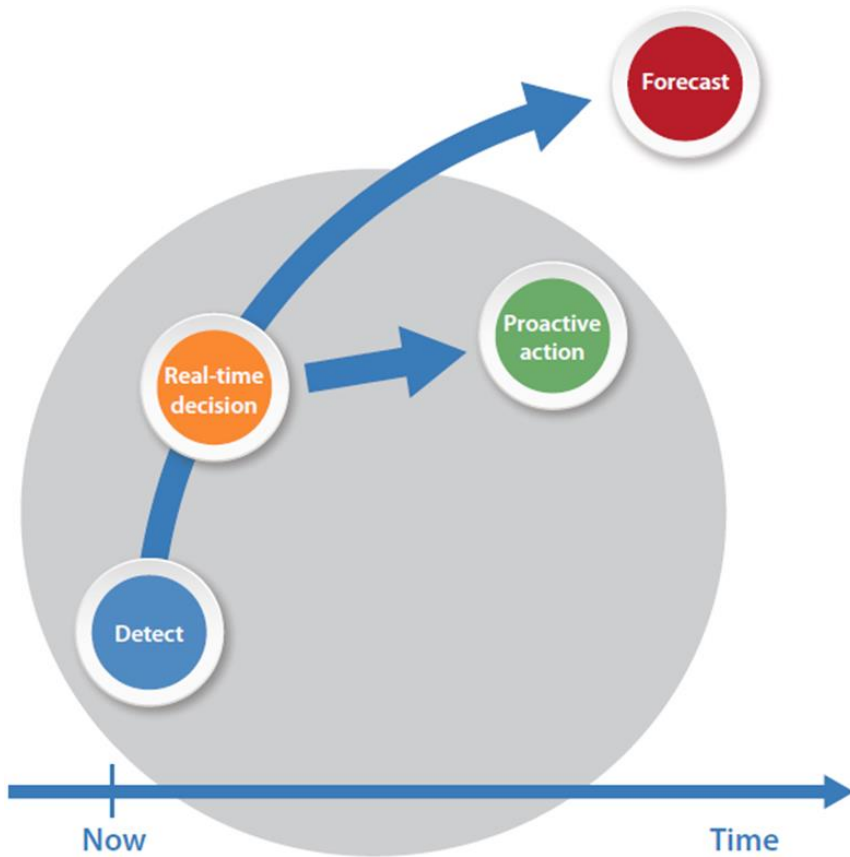 Forecast
Proactive
action
Real-time
decision
Detect
Now
Time